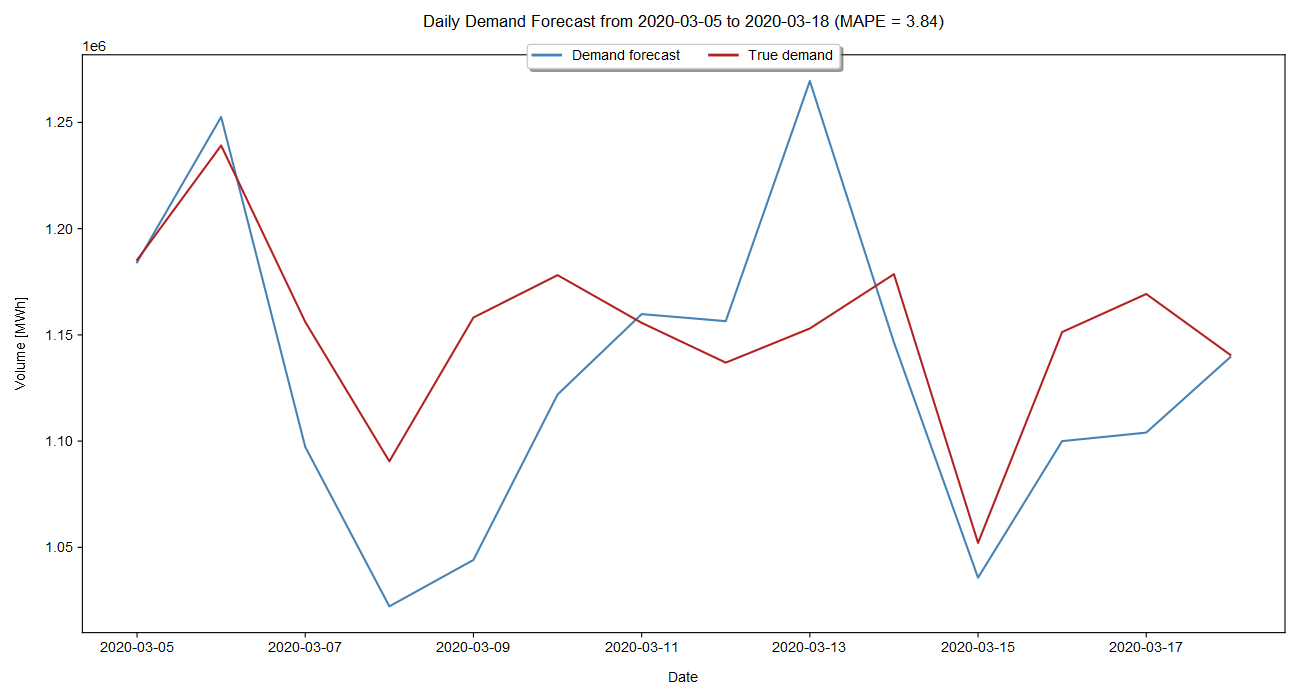 Daily Demand Forecast from 2020-03-05 to 2020-03-18 (MAPE = 3.84)
1e6
Demand forecast True demand
1.25
1.20
1.15
1.10
1.05
Volume [MWh]
2020-03-05 2020-03-07 2020-03-09 2020-03-11 2020-03-13 2020-03-15 2020-03-17
Date